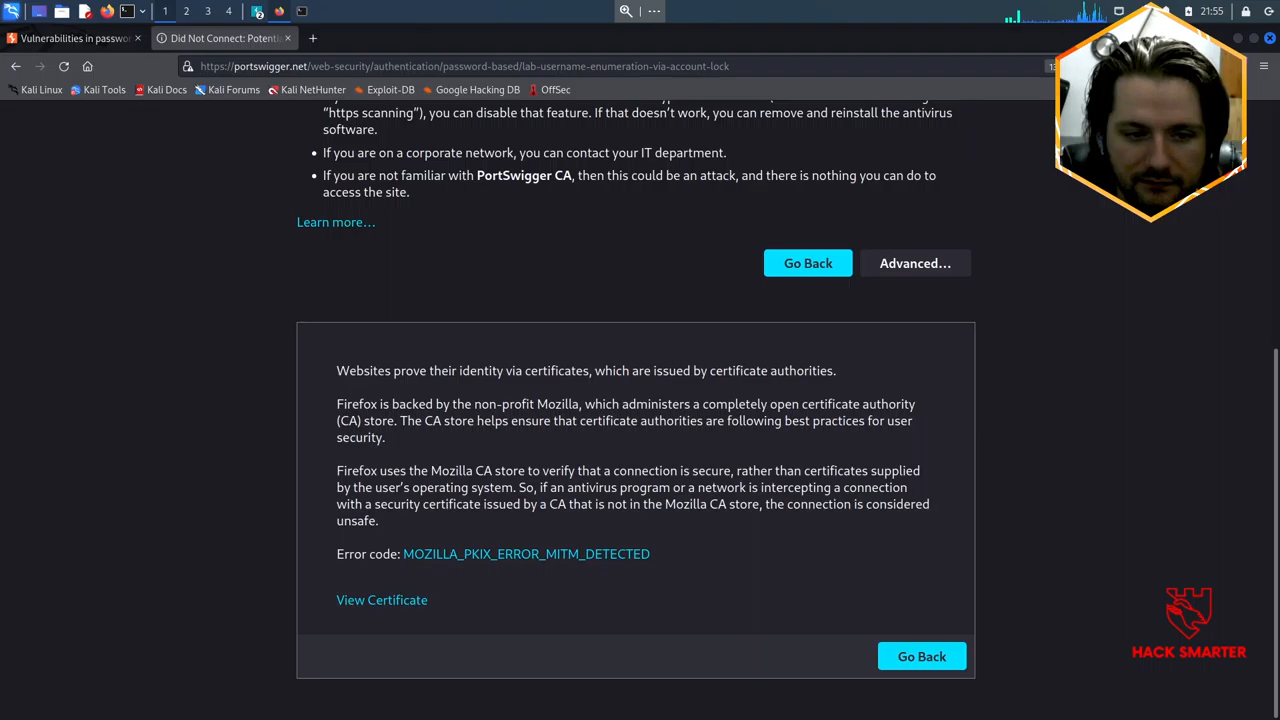 1 2 3 4 2 21:55
Vulnerabilities in passwor
Did Not Connect: Potentia
https://portswigger.net/web-security/authentication/password-based/lab-username-enumeration-via-account-lock
Kali Linux Kali Tools Kali Docs Kali Forums Kali NetHunter Exploit-DB Google Hacking DB OffSec
“https scanning”), you can disable that feature. If that doesn’t work, you can remove and reinstall the antivirus
software.
• If you are on a corporate network, you can contact your IT department.
• If you are not familiar with PortSwigger CA, then this could be an attack, and there is nothing you can do to
access the site.
Learn more…
Go Back Advanced…
Websites prove their identity via certificates, which are issued by certificate authorities.
Firefox is backed by the non-profit Mozilla, which administers a completely open certificate authority
(CA) store. The CA store helps ensure that certificate authorities are following best practices for user
security.
Firefox uses the Mozilla CA store to verify that a connection is secure, rather than certificates supplied
by the user’s operating system. So, if an antivirus program or a network is intercepting a connection
with a security certificate issued by a CA that is not in the Mozilla CA store, the connection is considered
unsafe.
Error code: MOZILLA_PKIX_ERROR_MITM_DETECTED
View Certificate
Go Back
HACK SMARTER